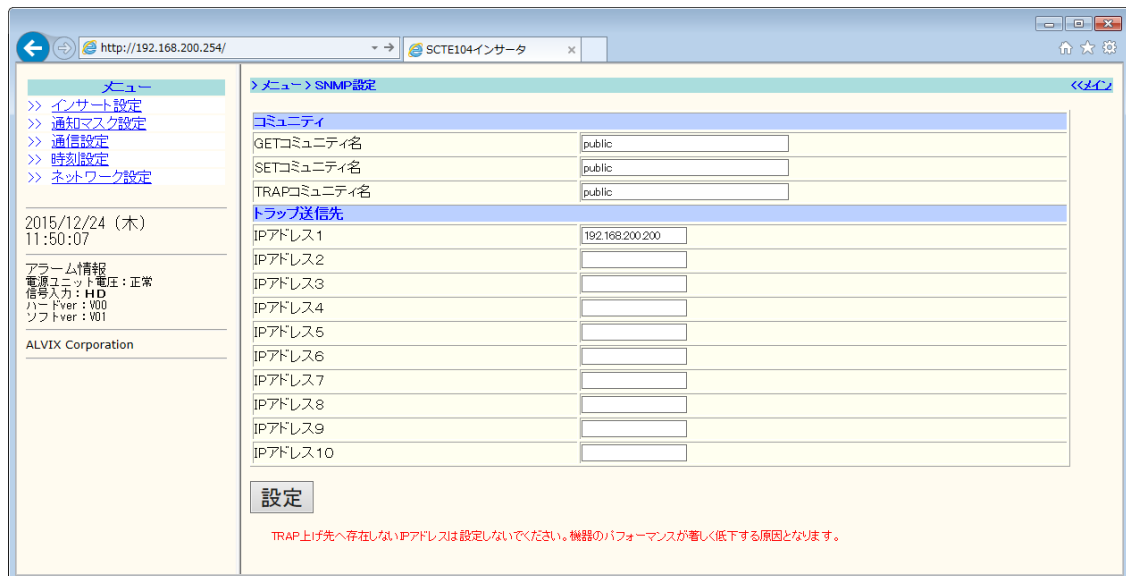 http://192.168.200.254/
SCTE104インサータ
メニュー
>> インサート設定
>> 通知マスク設定
>> 通信設定
>> 時刻設定
>> ネットワーク設定
2015/12/24 (木)
11:50:07
アラーム情報
電源ユニット電圧:正常
信号入力:HD
ハードver:V00
ソフトver:V01
ALVIX Corporation
> メニュー > SNMP設定
<<メイン
コミュニティ
GETコミュニティ名 public
SETコミュニティ名 public
TRAPコミュニティ名 public
トラップ送信先
IPアドレス1 192.168.200.200
IPアドレス2
IPアドレス3
IPアドレス4
IPアドレス5
IPアドレス6
IPアドレス7
IPアドレス8
IPアドレス9
IPアドレス10
設定
TRAP上げ先へ存在しないIPアドレスは設定しないでください。機器のパフォーマンスが著しく低下する原因となります。